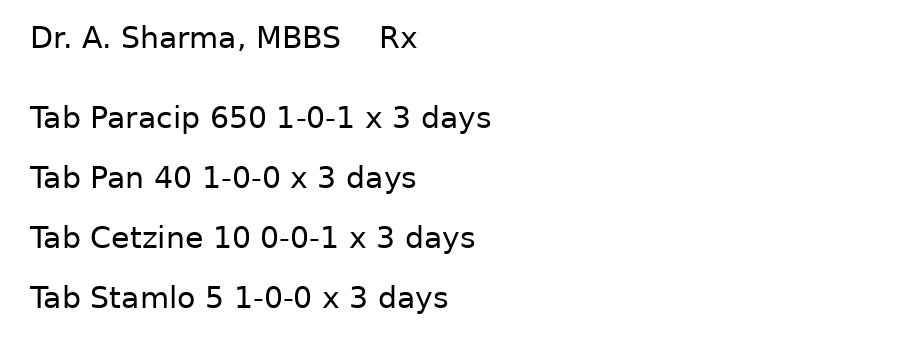 Dr. A. Sharma, MBBS    Rx
Tab Paracip 650 1-0-1 x 3 days
Tab Pan 40 1-0-0 x 3 days
Tab Cetzine 10 0-0-1 x 3 days
Tab Stamlo 5 1-0-0 x 3 days